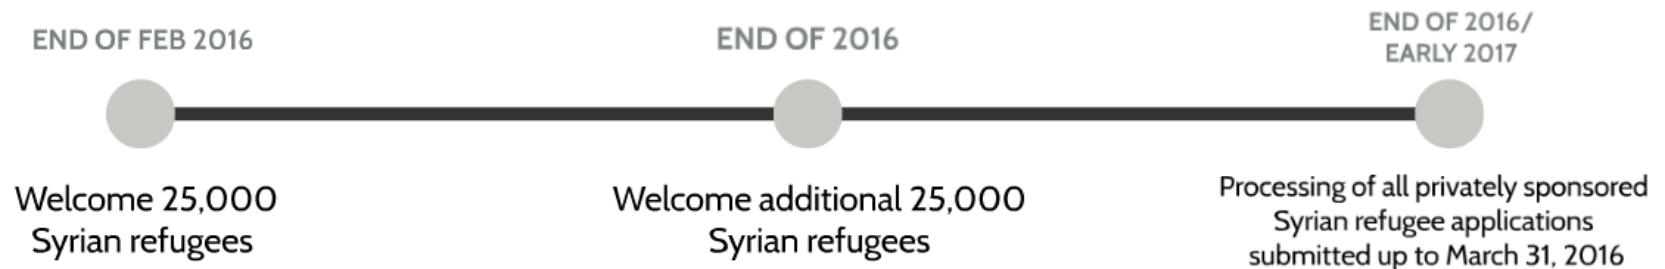 END OF FEB 2016
Welcome 25,000
Syrian refugees
END OF 2016
Welcome additional 25,000
Syrian refugees
END OF 2016/
EARLY 2017
Processing of all privately sponsored
Syrian refugee applications
submitted up to March 31, 2016